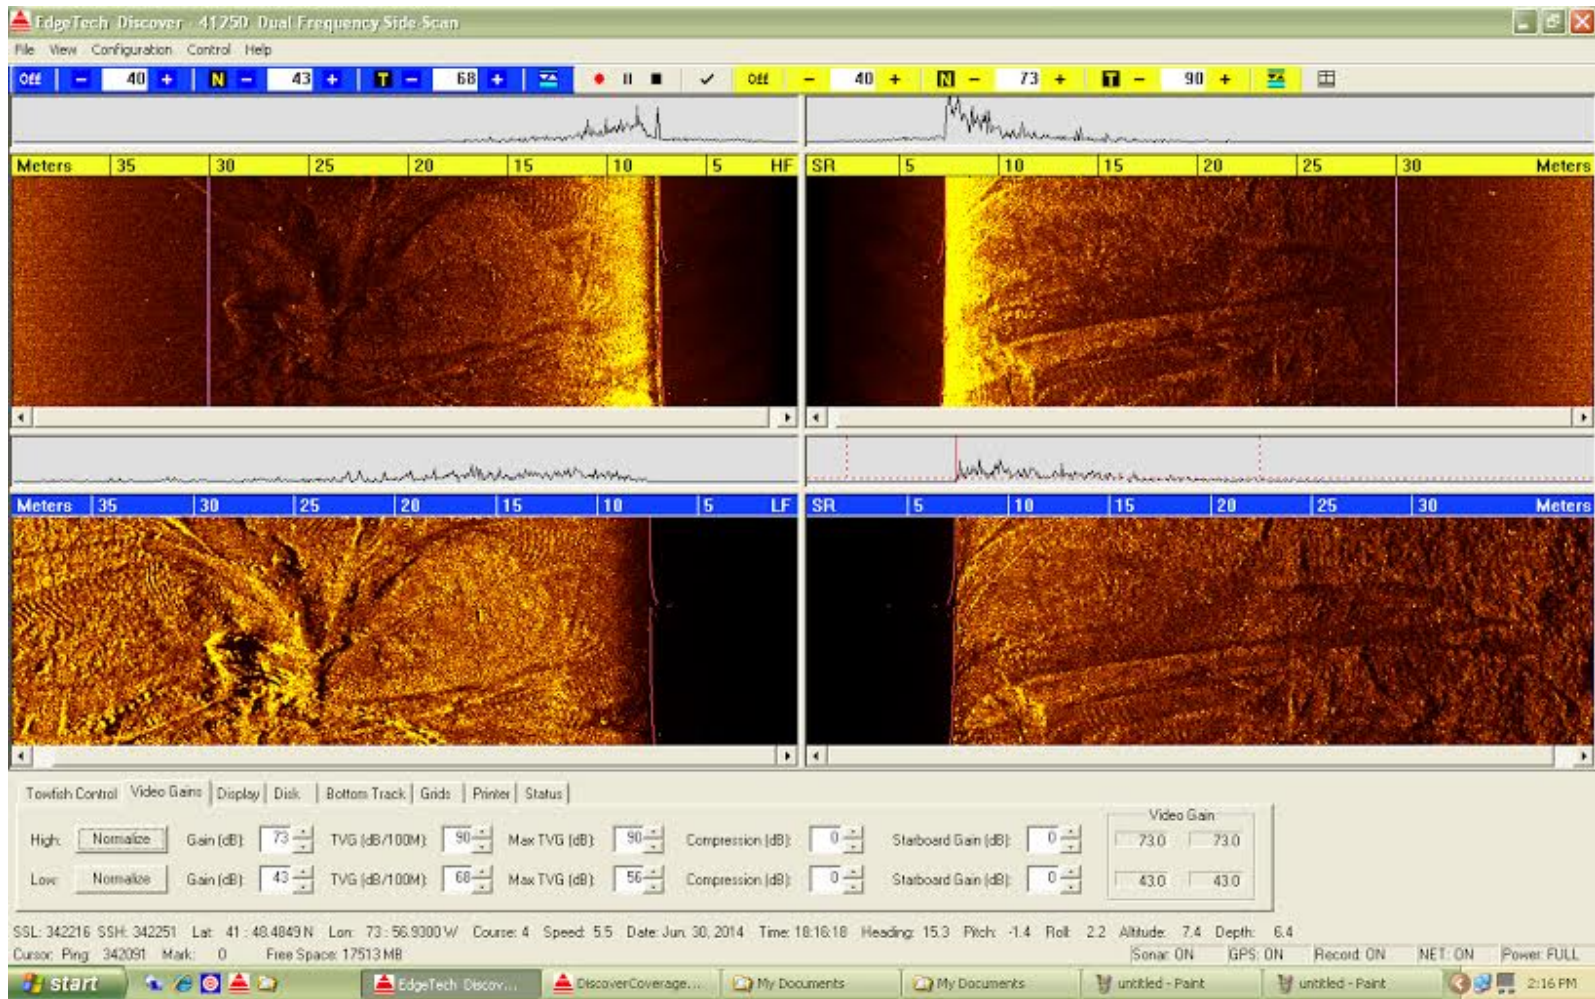 EdgeTech Discover - 4125D Dual Frequency Side-Scan
File View Configuration Control Help
Off - 40 + N - 43 + T - 68 + Off - 40 + N - 73 + T - 90 +
Meters 35 30 25 20 15 10 5 HF SR 5 10 15 20 25 30 Meters
Meters 35 30 25 20 15 10 5 LF SR 5 10 15 20 25 30 Meters
Towfish Control Video Gains Display Disk Bottom Track Grids Printer Status
Video Gain
High: Normalize Gain (dB): 73 TVG (dB/100M): 90 Max TVG (dB): 90 Compression (dB): 0 Starboard Gain (dB): 0 73.0 73.0
Low: Normalize Gain (dB): 43 TVG (dB/100M): 68 Max TVG (dB): 56 Compression (dB): 0 Starboard Gain (dB): 0 43.0 43.0
SSL: 342216 SSH: 342251 Lat: 41 : 48.4849 N Lon: 73 : 56.9300 W Course: 4 Speed: 5.5 Date: Jun. 30, 2014 Time: 18:16:18 Heading: 15.3 Pitch: -1.4 Roll: 2.2 Altitude: 7.4 Depth: 6.4
Cursor: Ping: 342091 Mark: 0 Free Space: 17513 MB Sonar: ON GPS: ON Record: ON NET: ON Power: FULL
start EdgeTech Discov... DiscoverCoverage... My Documents My Documents untitled - Paint untitled - Paint 2:16 PM